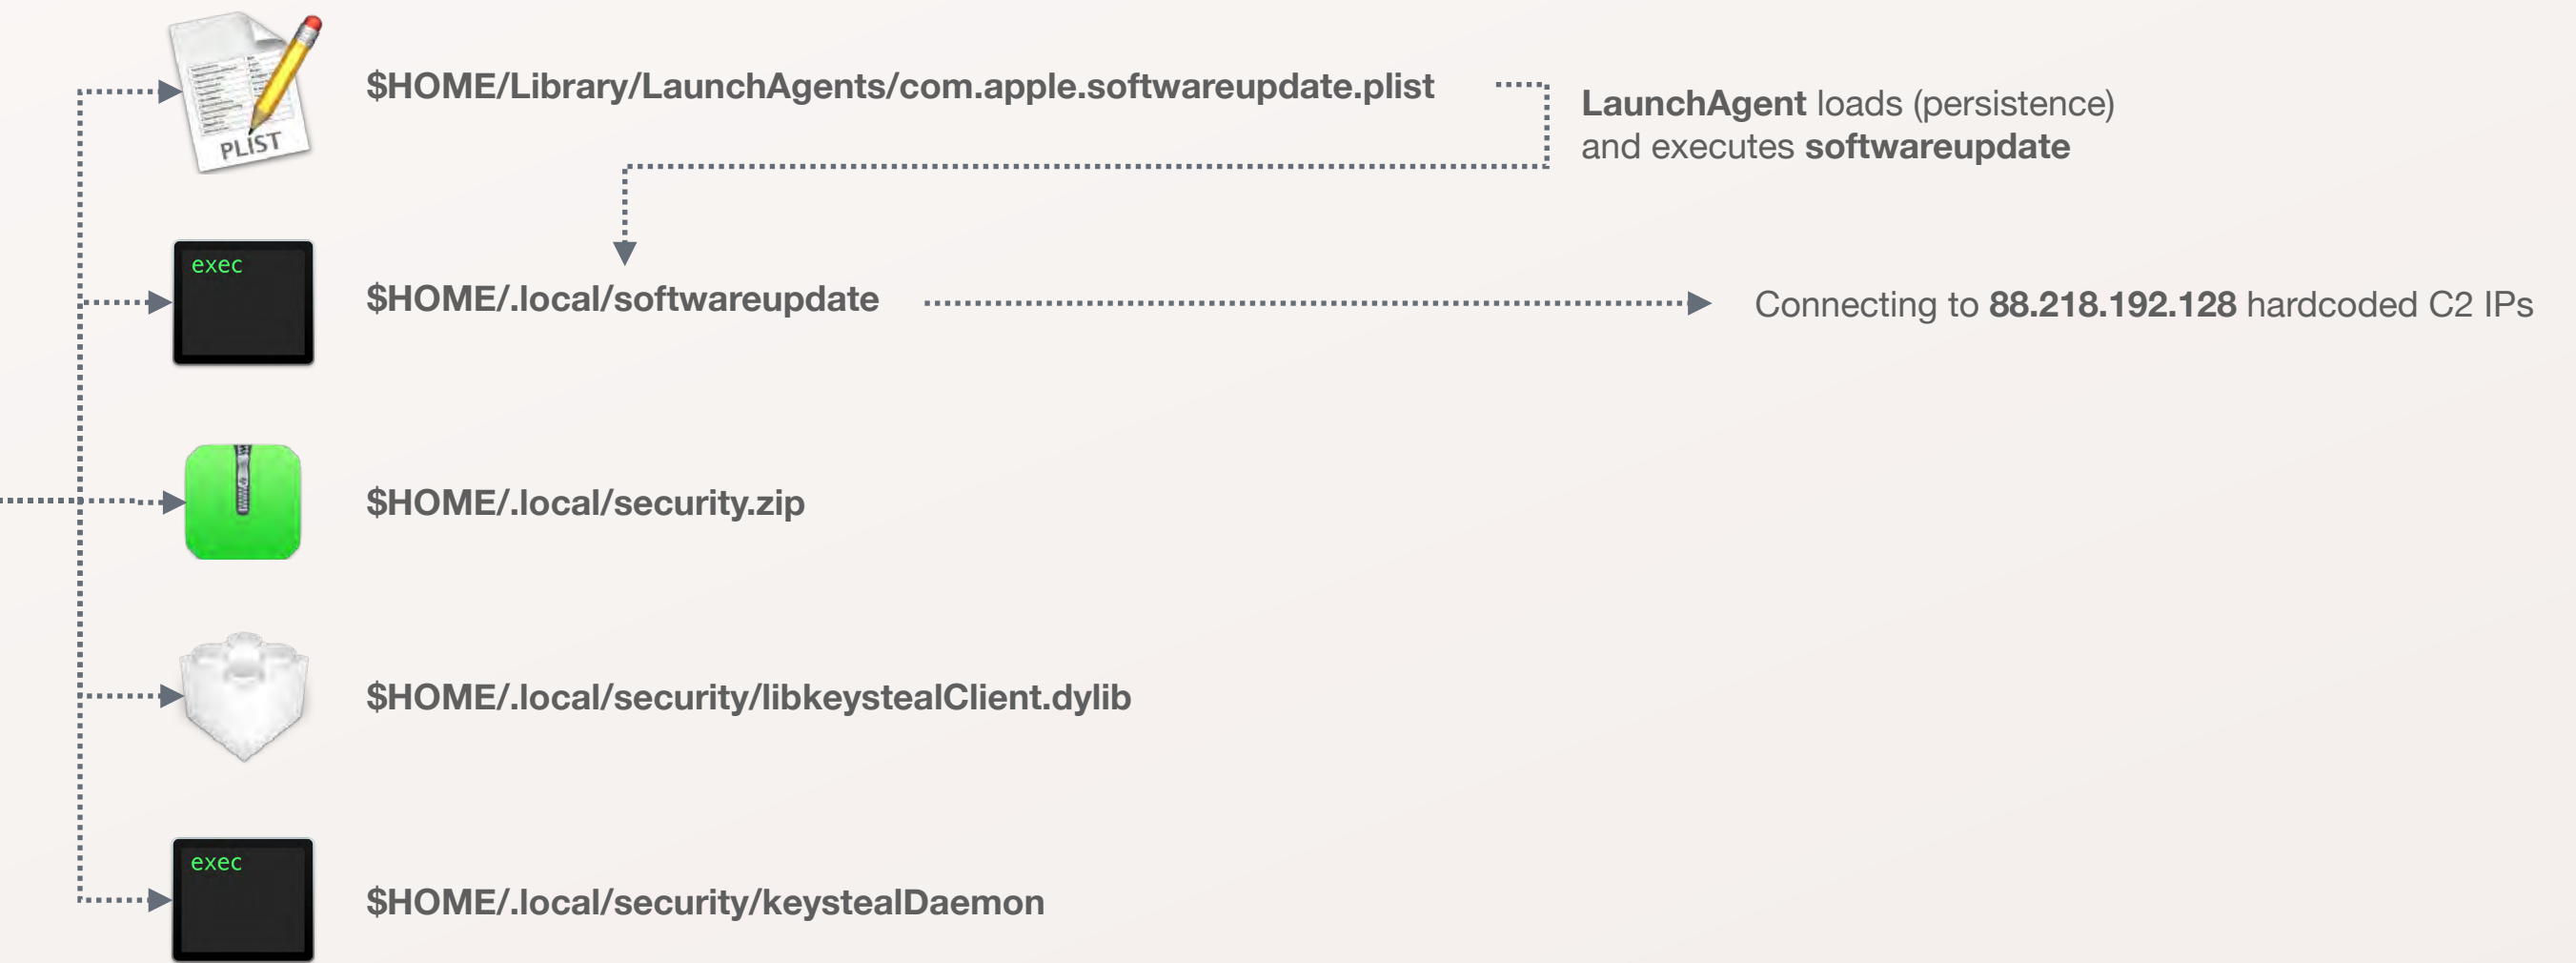 PLIST
$HOME/Library/LaunchAgents/com.apple.softwareupdate.plist
LaunchAgent loads (persistence)
and executes softwareupdate
exec
$HOME/.local/softwareupdate
Connecting to 88.218.192.128 hardcoded C2 IPs
$HOME/.local/security.zip
$HOME/.local/security/libkeystealClient.dylib
exec
$HOME/.local/security/keystealDaemon